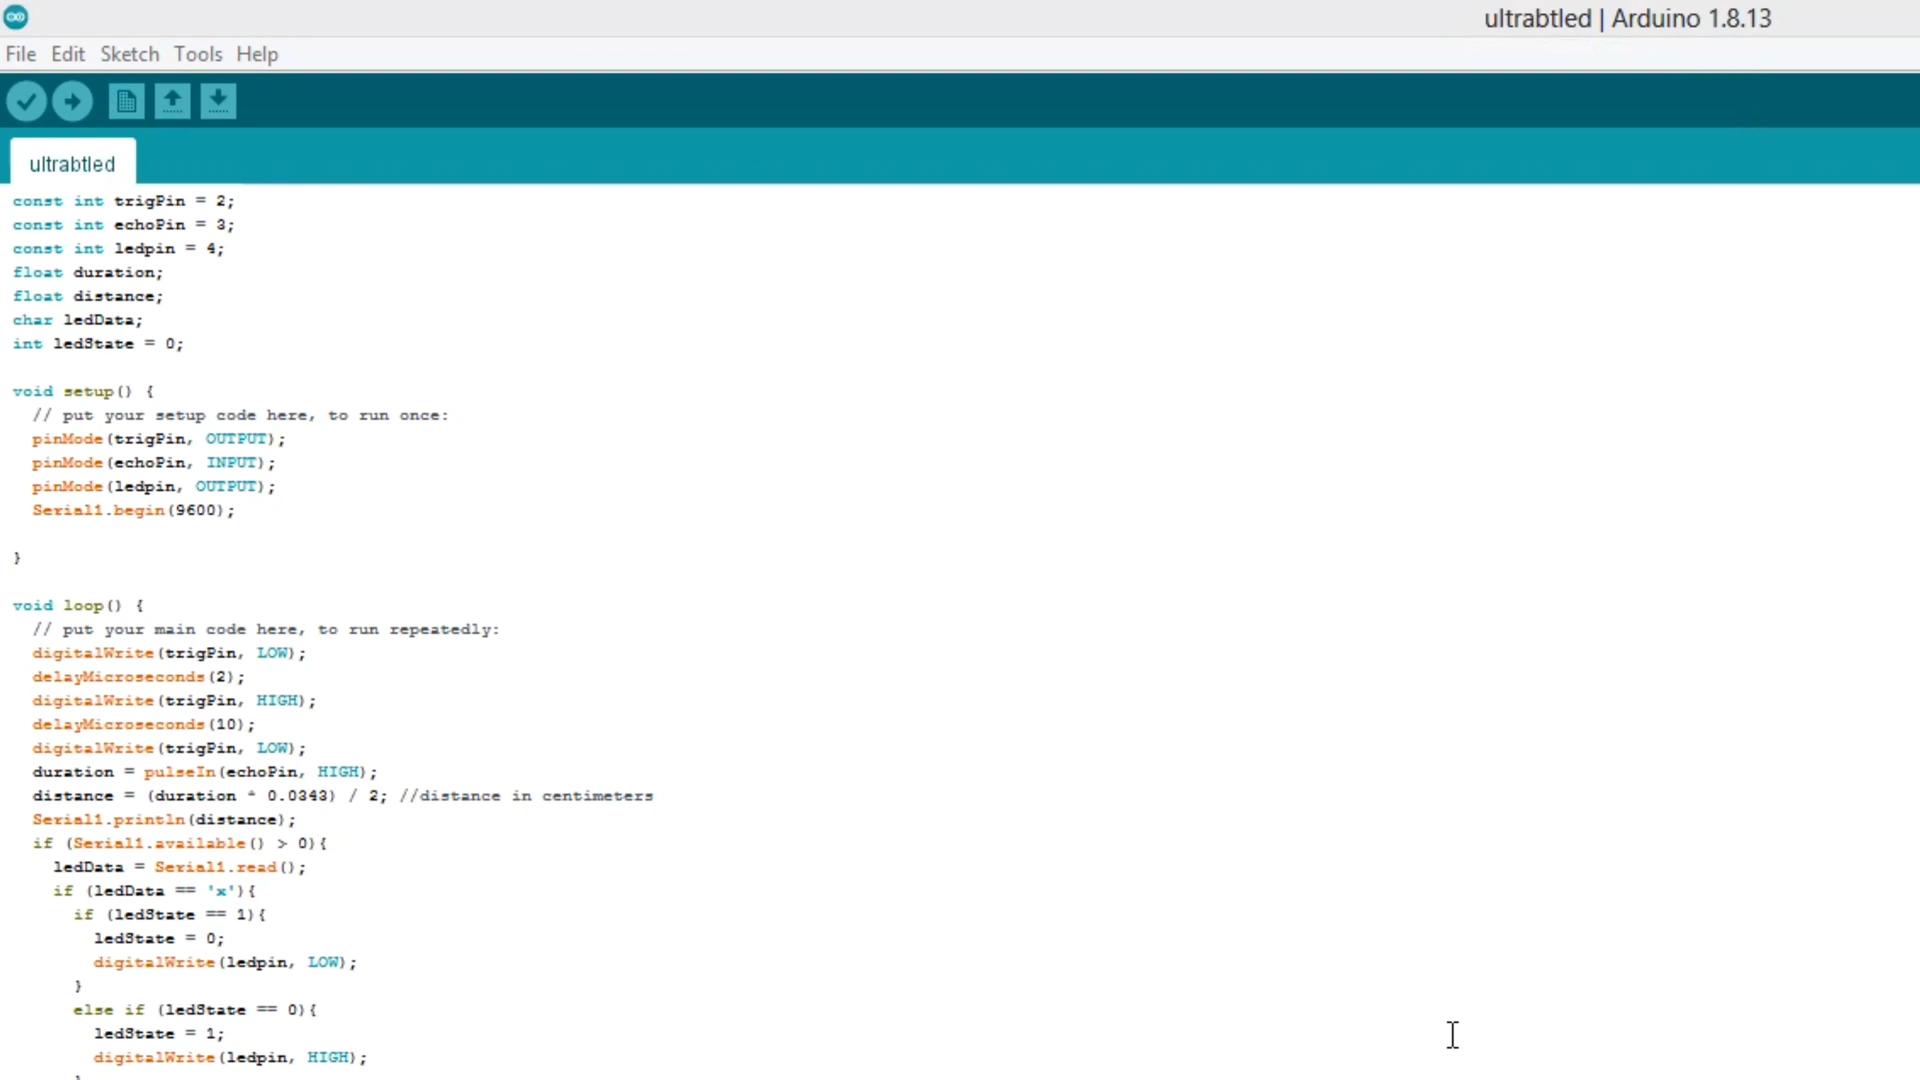 ultrabtled | Arduino 1.8.13
File Edit Sketch Tools Help
ultrabtled
const int trigPin = 2;
const int echoPin = 3;
const int ledpin = 4;
float duration;
float distance;
char ledData;
int ledState = 0;
void setup() {
// put your setup code here, to run once:
pinMode(trigPin, OUTPUT);
pinMode(echoPin, INPUT);
pinMode(ledpin, OUTPUT);
Serial1.begin(9600);
}
void loop() {
// put your main code here, to run repeatedly:
digitalWrite(trigPin, LOW);
delayMicroseconds(2);
digitalWrite(trigPin, HIGH);
delayMicroseconds(10);
digitalWrite(trigPin, LOW);
duration = pulseIn(echoPin, HIGH);
distance = (duration * 0.0343) / 2; //distance in centimeters
Serial1.println(distance);
if (Serial1.available() > 0){
ledData = Serial1.read();
if (ledData == 'x'){
if (ledState == 1){
ledState = 0;
digitalWrite(ledpin, LOW);
}
else if (ledState == 0){
ledState = 1;
digitalWrite(ledpin, HIGH);